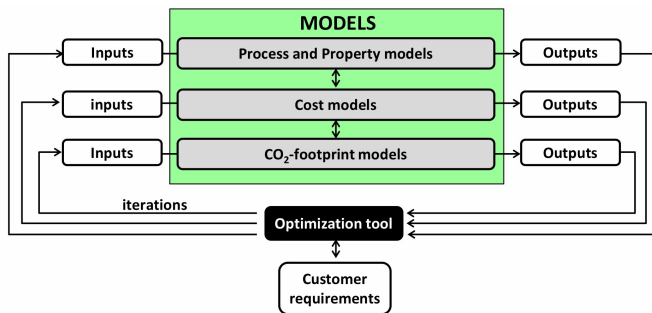 MODELS
Inputs
Process and Property models
Outputs
inputs
Cost models
Outputs
Inputs
CO₂-footprint models
Outputs
iterations
Optimization tool
Customer
requirements